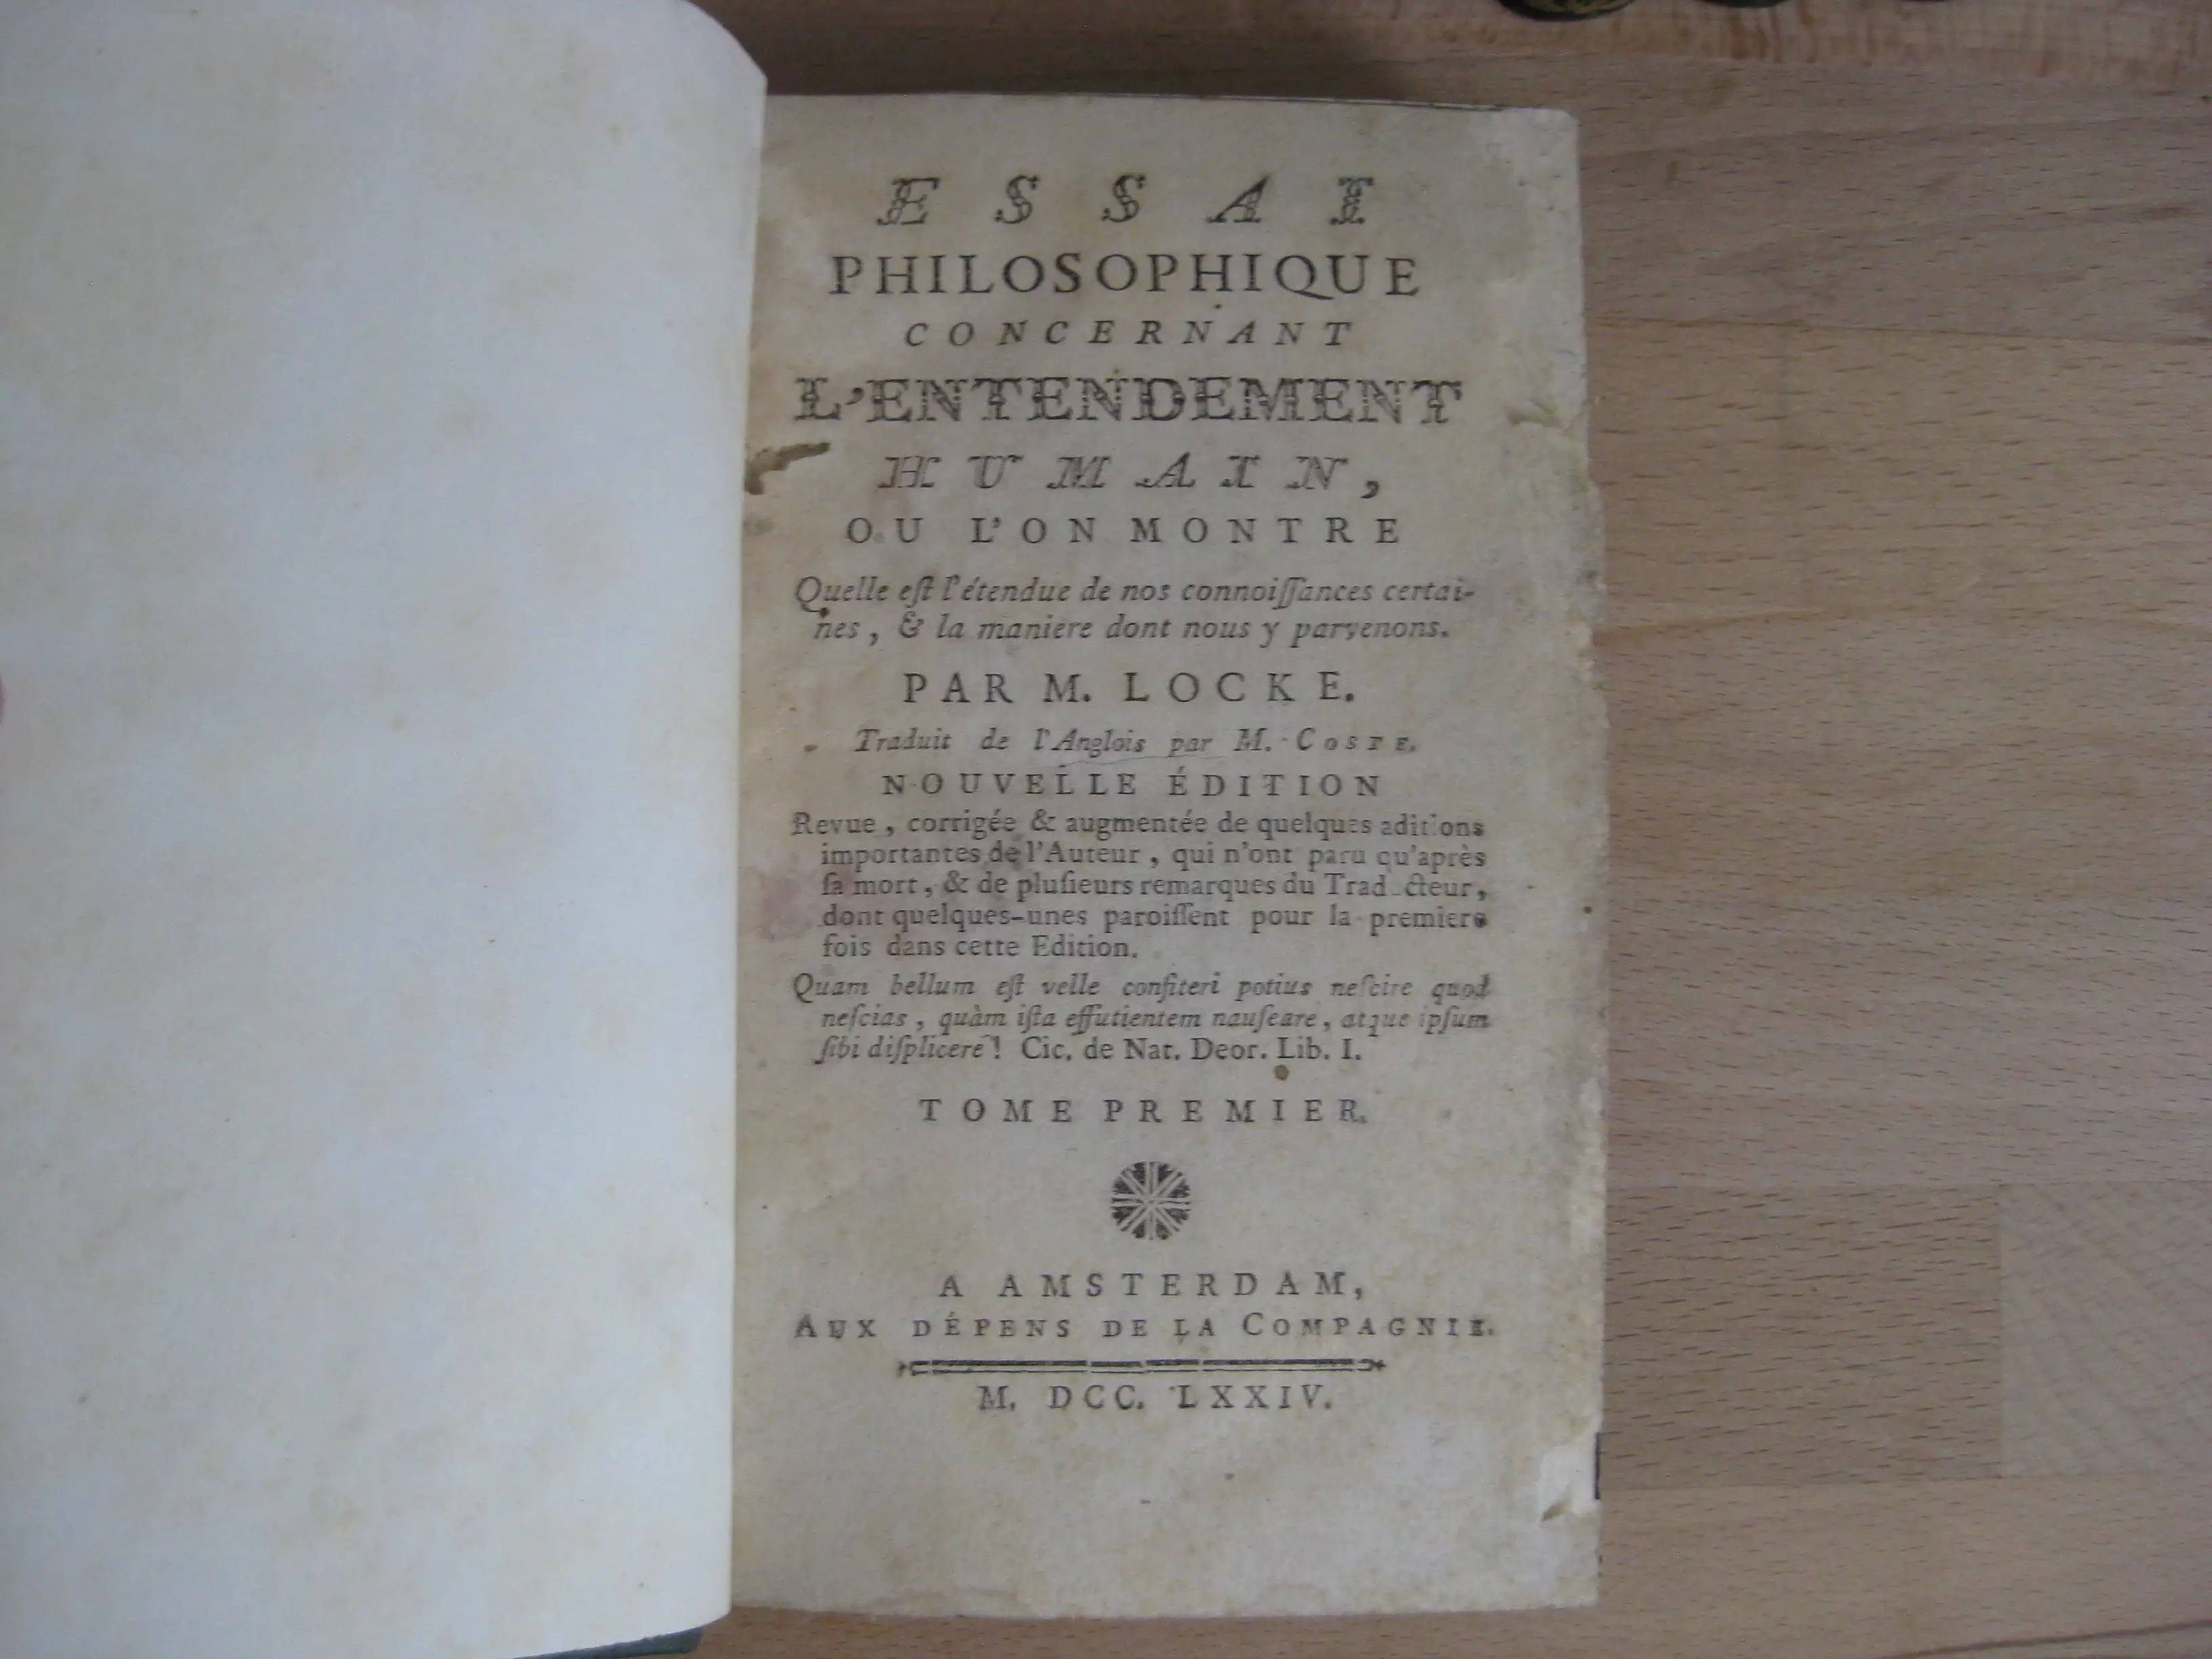 ESSAI
PHILOSOPHIQUE
CONCERNANT
L'ENTENDEMENT
HUMAIN,
OU L'ON MONTRE
Quelle eſt l'étendue de nos connoiſſances certai-
nes, & la maniere dont nous y parvenons.
PAR M. LOCKE.
Traduit de l'Anglois par M. COSTE.
NOUVELLE ÉDITION
Revue, corrigée & augmentée de quelques aditions
importantes de l'Auteur, qui n'ont paru qu'après
ſa mort, & de pluſieurs remarques du Traducteur,
dont quelques-unes paroiſſent pour la premiere
fois dans cette Edition.
Quam bellum eſt velle confiteri potius neſcire quod
neſcias, quàm iſta effutientem nauſeare, atque ipſum
ſibi diſplicere! Cic. de Nat. Deor. Lib. I.
TOME PREMIER.
A AMSTERDAM,
AUX DÉPENS DE LA COMPAGNIE.
M. DCC. LXXIV.